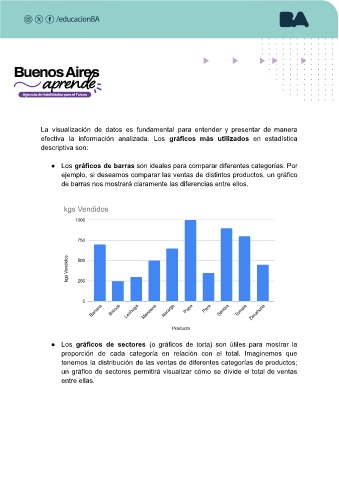 /educacionBA
BA
Buenos Aires
aprende
Agencia de Habilidades para el Futuro
La visualización de datos es fundamental para entender y presentar de manera
efectiva la información analizada. Los gráficos más utilizados en estadística
descriptiva son:
● Los gráficos de barras son ideales para comparar diferentes categorías. Por
ejemplo, si deseamos comparar las ventas de distintos productos, un gráfico
de barras nos mostrará claramente las diferencias entre ellos.
kgs Vendidos
1000
750
500
250
0
kgs Vendidos
Banana
Brócoli
Lechuga
Manzana
Naranja
Papa
Pera
Sandía
Tomate
Zanahoria
Producto
● Los gráficos de sectores (o gráficos de torta) son útiles para mostrar la
proporción de cada categoría en relación con el total. Imaginemos que
tenemos la distribución de las ventas de diferentes categorías de productos;
un gráfico de sectores permitirá visualizar cómo se divide el total de ventas
entre ellas.